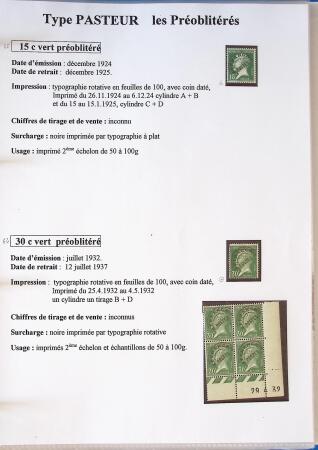 Type PASTEUR les Préoblitérés
15 c vert préoblitéré
Date d'émission : décembre 1924
Date de retrait : décembre 1925.
Impression : typographie rotative en feuilles de 100, avec coin daté,
Imprimé du 26.11.1924 au 6.12.24 cylindre A + B
et du 15 au 15.1.1925, cylindre C + D
Chiffres de tirage et de vente : inconnu
Surcharge : noire imprimée par typographie à plat
Usage : imprimé 2ème échelon de 50 à 100g
30 c vert préoblitéré
Date d'émission : juillet 1932.
Date de retrait : 12 juillet 1937
Impression : typographie rotative en feuilles de 100, avec coin daté,
Imprimé du 25.4.1932 au 4.5.1932
un cylindre un tirage B + D
Chiffres de tirage et de vente : inconnus
Surcharge : noire imprimée par typographie rotative
Usage : imprimés 2ème échelon et échantillons de 50 à 100g.